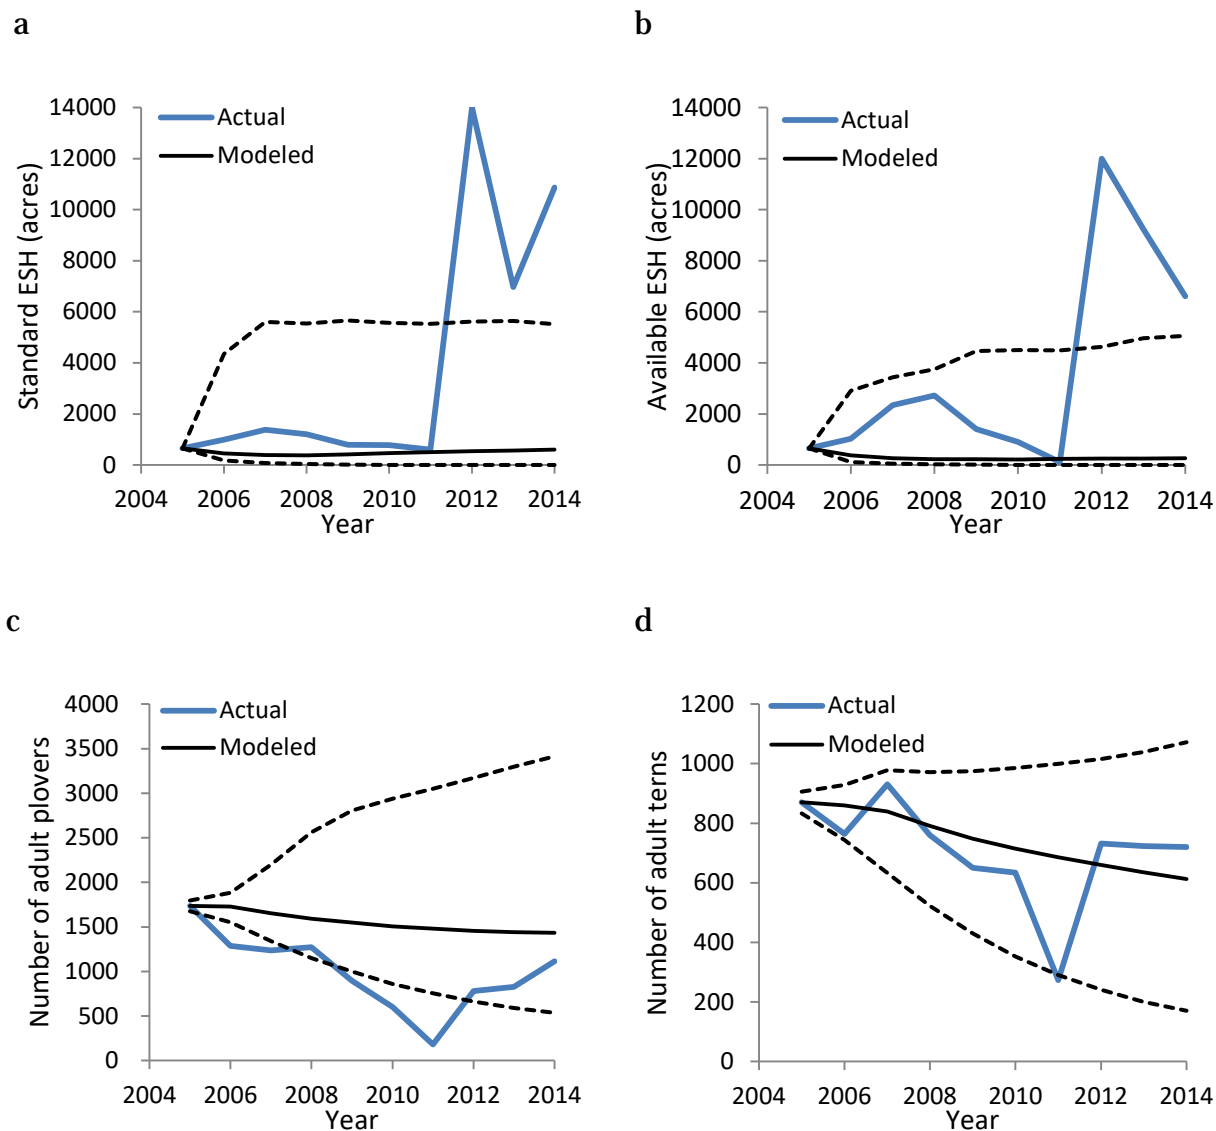 a
Standard ESH (acres)
14000
12000
10000
8000
6000
4000
2000
0
Actual
Modeled
2004 2006 2008 2010 2012 2014
Year
b
Available ESH (acres)
14000
12000
10000
8000
6000
4000
2000
0
Actual
Modeled
2004 2006 2008 2010 2012 2014
Year
c
Number of adult plovers
4000
3500
3000
2500
2000
1500
1000
500
0
Actual
Modeled
2004 2006 2008 2010 2012 2014
Year
d
Number of adult terns
1200
1000
800
600
400
200
0
Actual
Modeled
2004 2006 2008 2010 2012 2014
Year